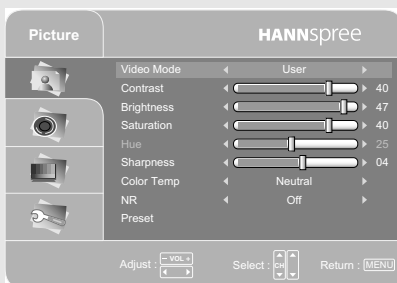 Picture
HANNspree
Video Mode User
Contrast 40
Brightness 47
Saturation 40
Hue 25
Sharpness 04
Color Temp Neutral
NR Off
Preset
Adjust : − VOL + Select : CH Return : MENU